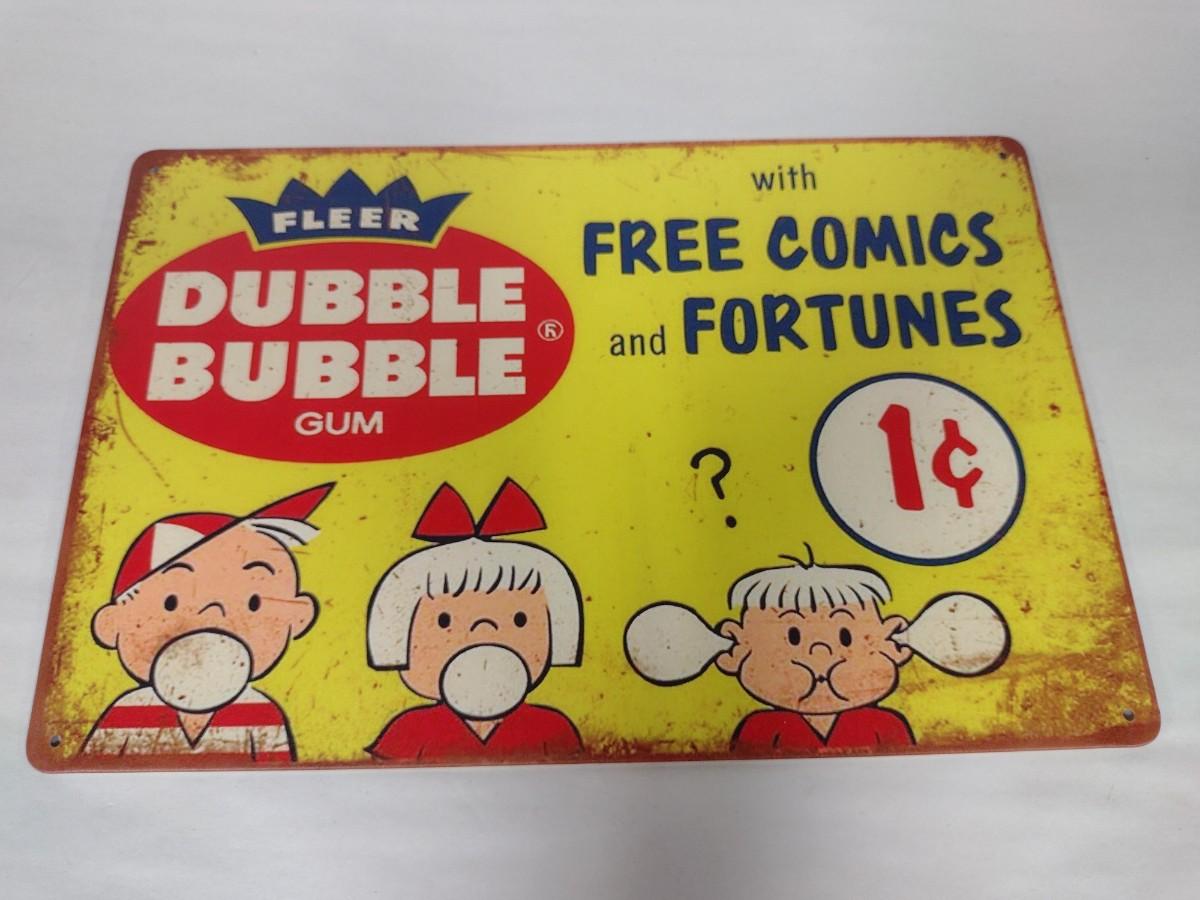 FLEER
DUBBLE
BUBBLE ®
GUM
with
FREE COMICS
and FORTUNES
1¢
?